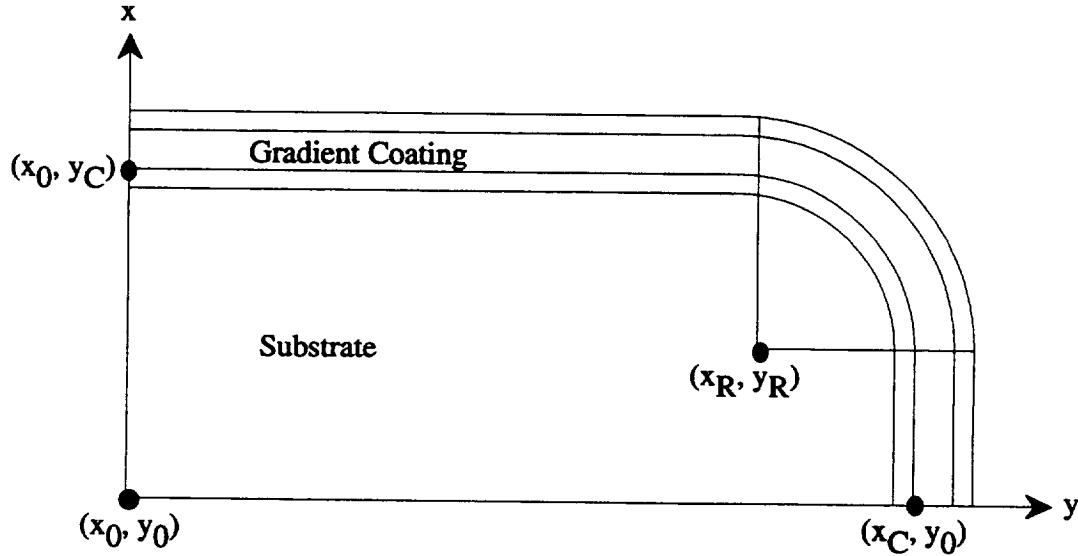 x
Gradient Coating
(x0, yC)
Substrate
(xR, yR)
y
(x0, y0)
(xC, y0)